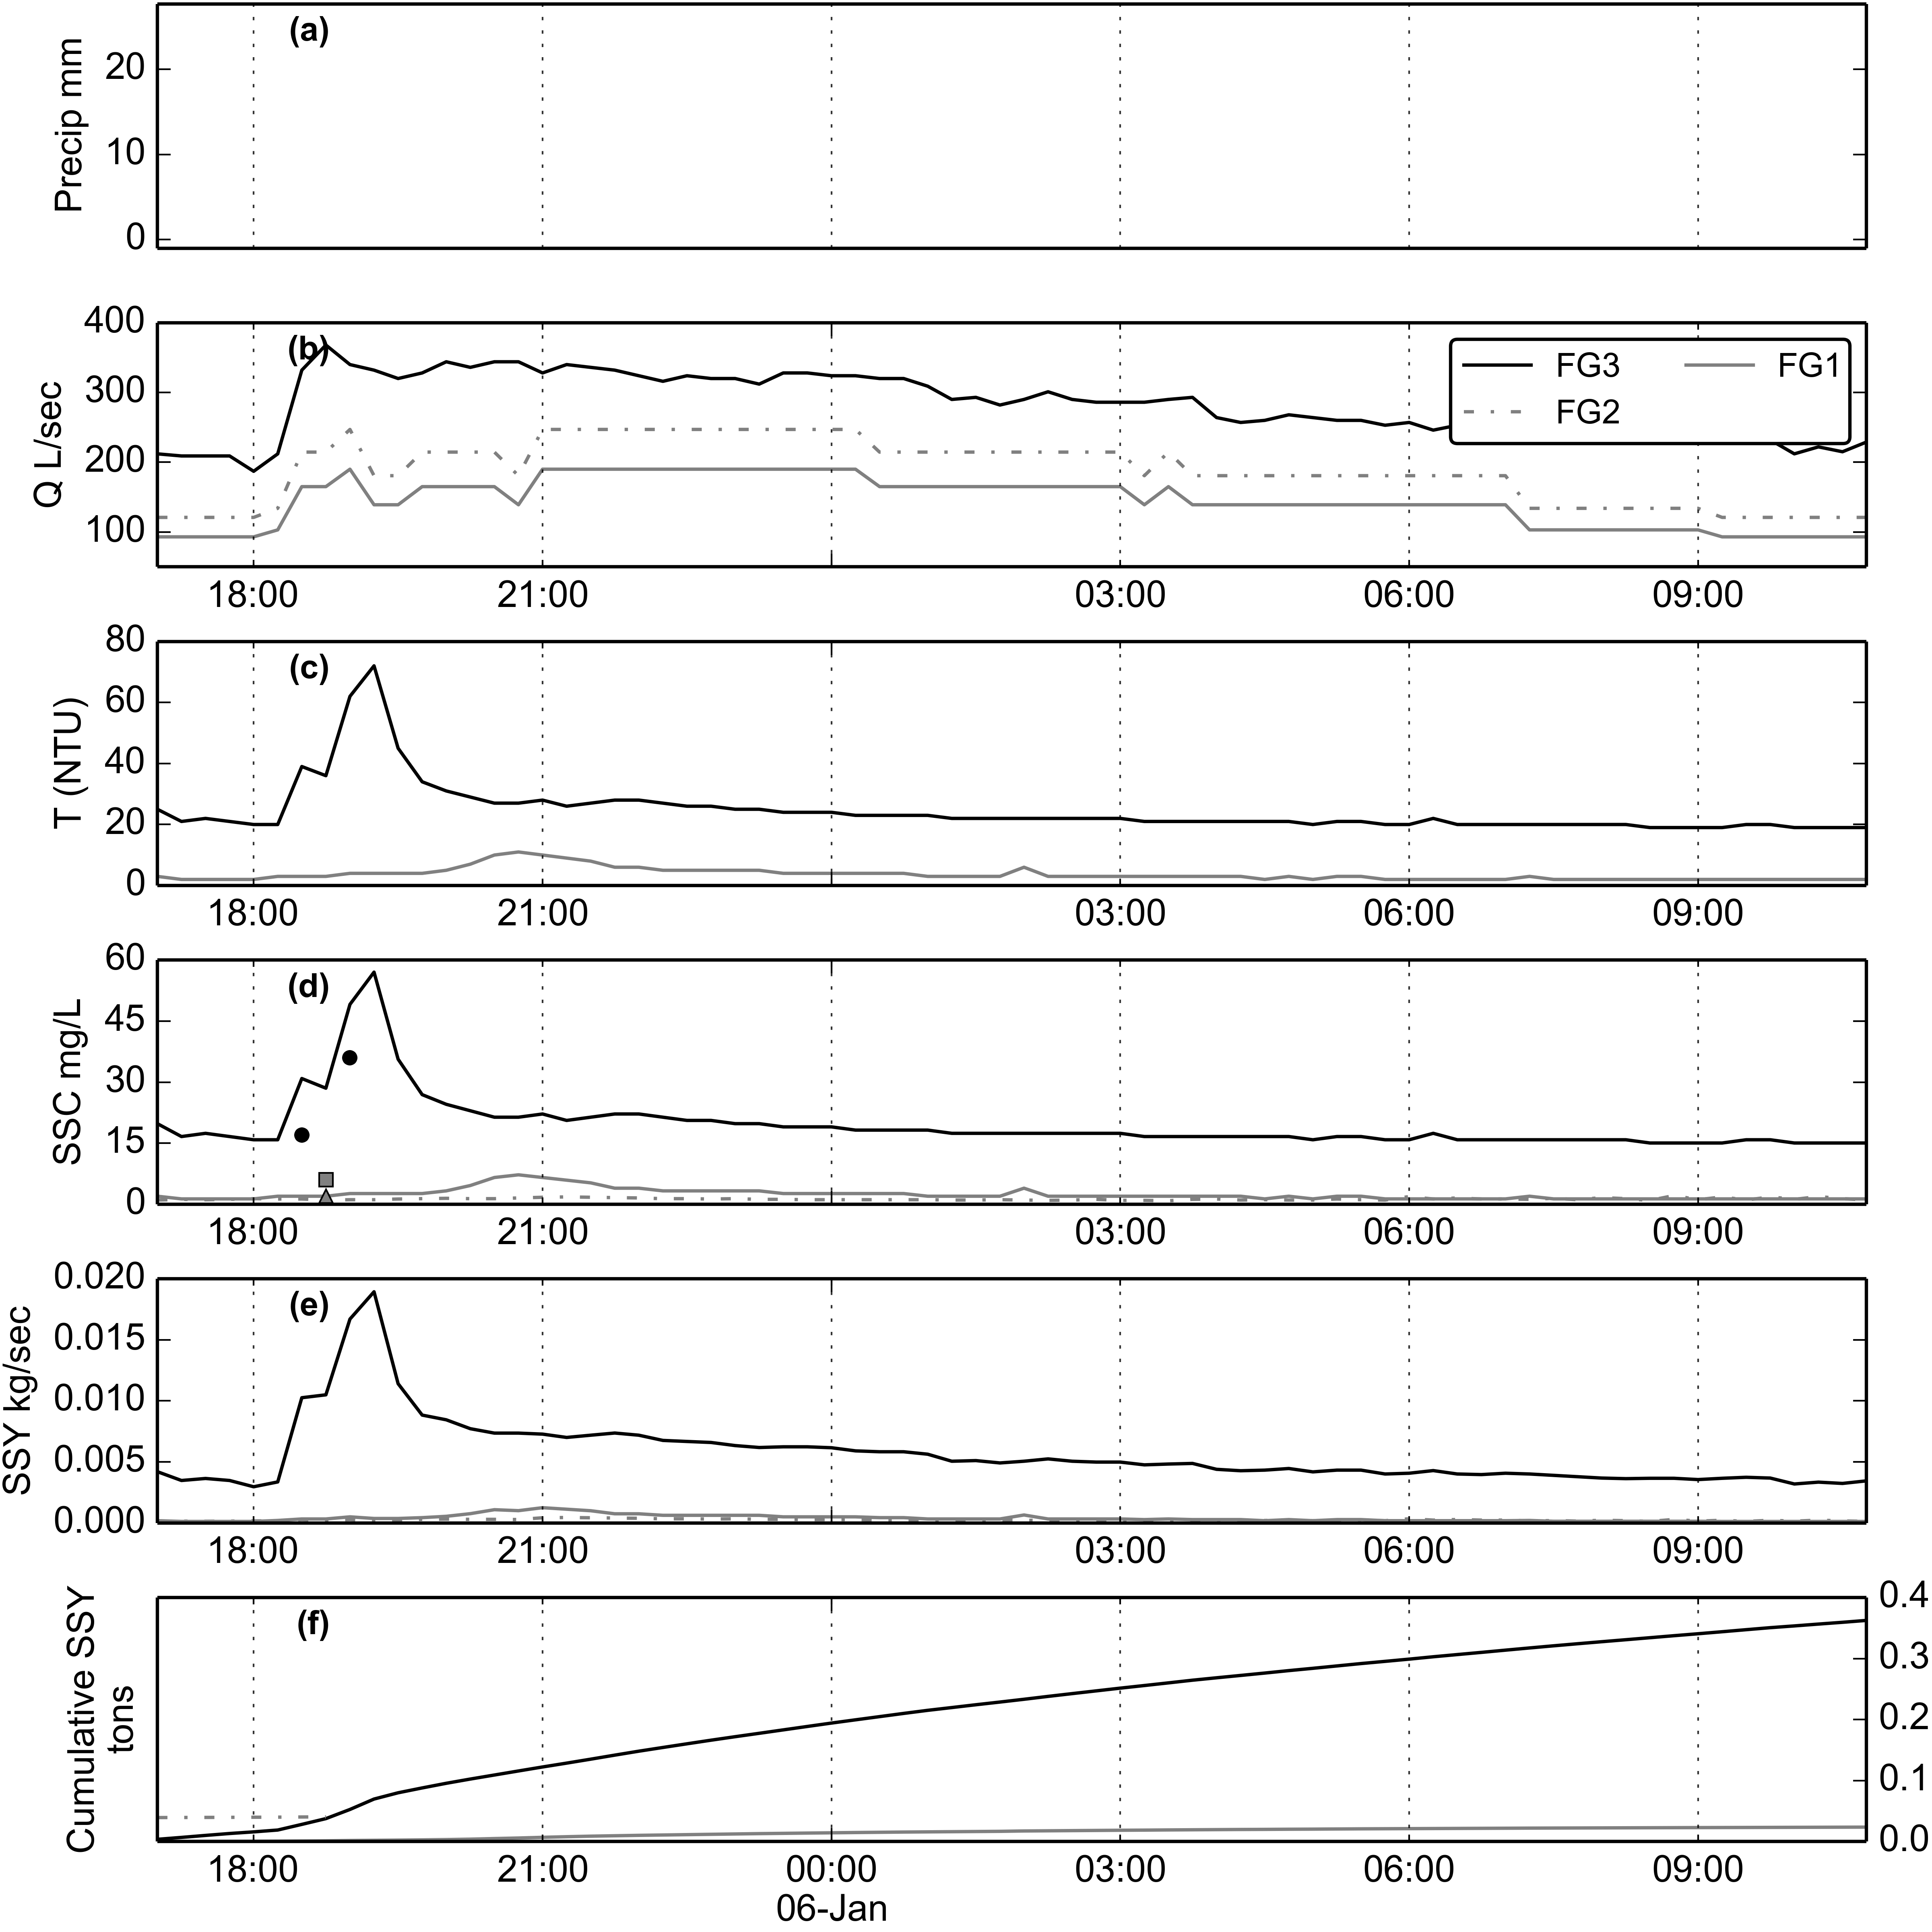 (a)
Precip mm
20
10
0
(b)
Q L/sec
400
300
200
100
FG3 FG1
FG2
18:00 21:00 03:00 06:00 09:00
(c)
T (NTU)
80
60
40
20
0
18:00 21:00 03:00 06:00 09:00
(d)
SSC mg/L
60
45
30
15
0
18:00 21:00 03:00 06:00 09:00
(e)
SSY kg/sec
0.020
0.015
0.010
0.005
0.000
18:00 21:00 03:00 06:00 09:00
(f)
Cumulative SSY
tons
0.4
0.3
0.2
0.1
0.0
18:00 21:00 00:00 03:00 06:00 09:00
06-Jan